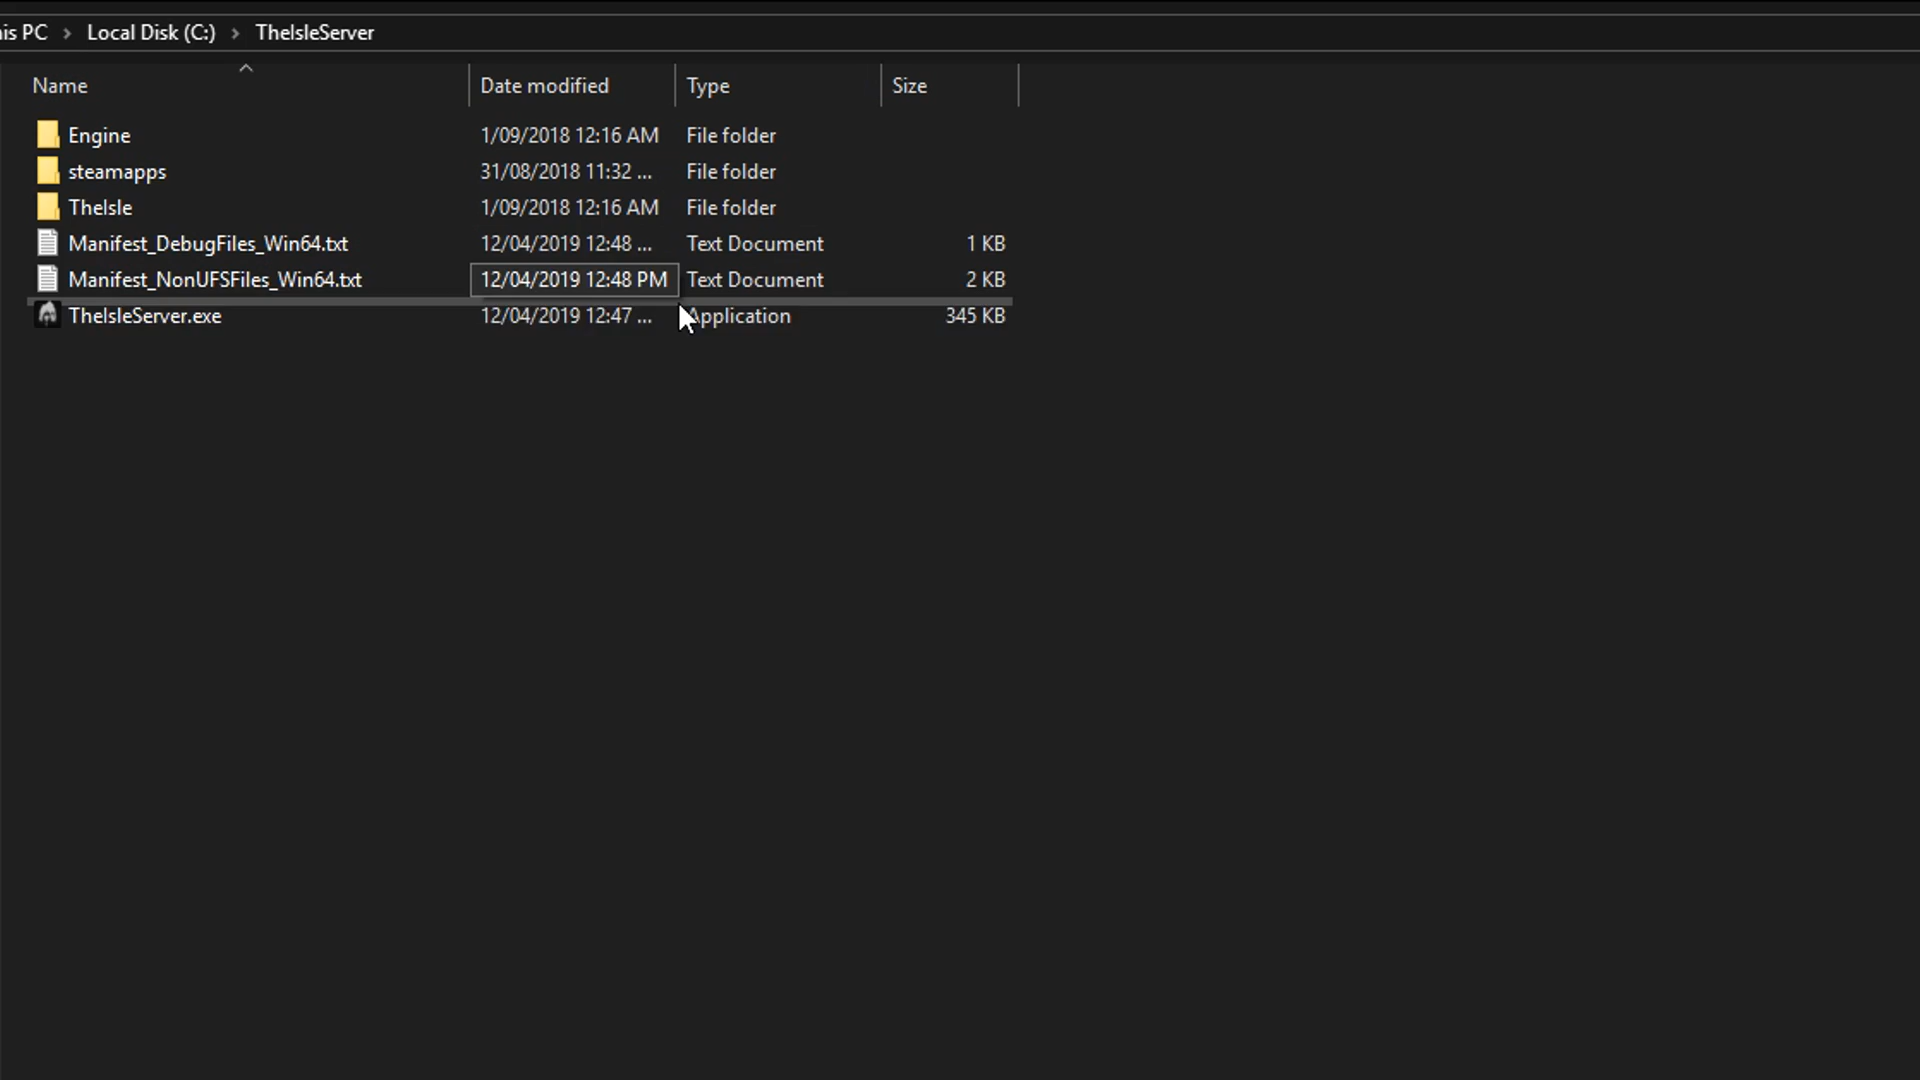 is PC > Local Disk (C:) > TheIsleServer
Name Date modified Type Size
Engine 1/09/2018 12:16 AM File folder
steamapps 31/08/2018 11:32 ... File folder
TheIsle 1/09/2018 12:16 AM File folder
Manifest_DebugFiles_Win64.txt 12/04/2019 12:48 ... Text Document 1 KB
Manifest_NonUFSFiles_Win64.txt 12/04/2019 12:48 PM Text Document 2 KB
TheIsleServer.exe 12/04/2019 12:47 ... Application 345 KB